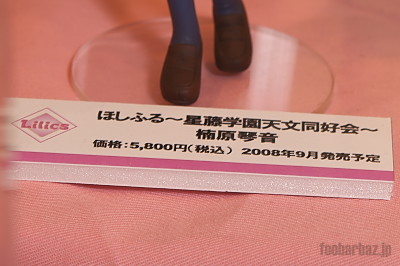 Lilics
ほしふる～星藤学園天文同好会～
楠原琴音
価格：5,800円（税込） 2008年9月発売予定
foobarbaz.jp